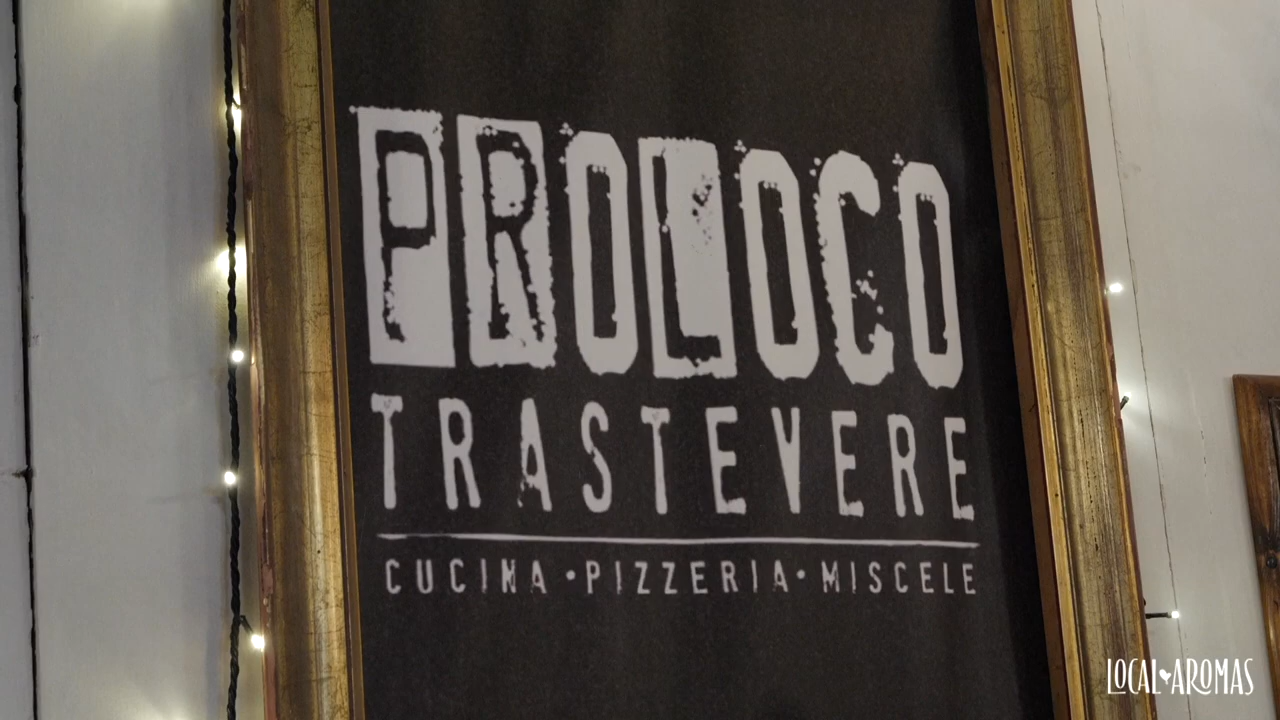 PROLOCO
TRASTEVERE
CUCINA • PIZZERIA • MISCELE
LOCAL AROMAS